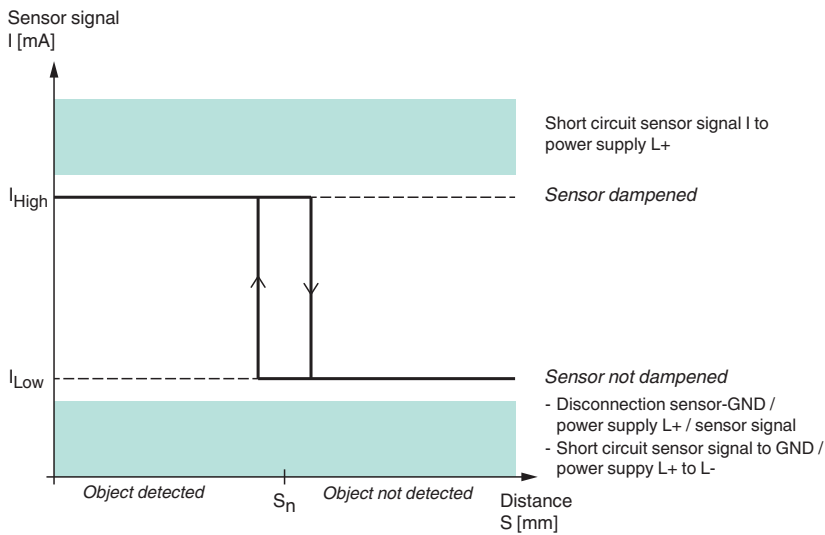 Sensor signal
I [mA]
Short circuit sensor signal I to
power supply L+
IHigh
Sensor dampened
ILow
Sensor not dampened
- Disconnection sensor-GND /
power supply L+ / sensor signal
- Short circuit sensor signal to GND /
power suppy L+ to L-
Object detected
Sn
Object not detected
Distance
S [mm]